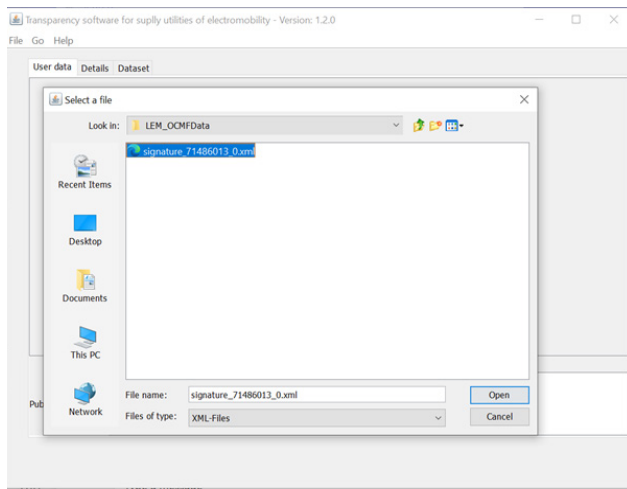 Transparency software for suplly utilities of electromobility - Version: 1.2.0
File Go Help
User data Details Dataset
Select a file
Look in: LEM_OCMFData
signature_71486013_0.xml
Recent Items
Desktop
Documents
This PC
Network
File name: signature_71486013_0.xml Open
Files of type: XML-Files Cancel
Pub